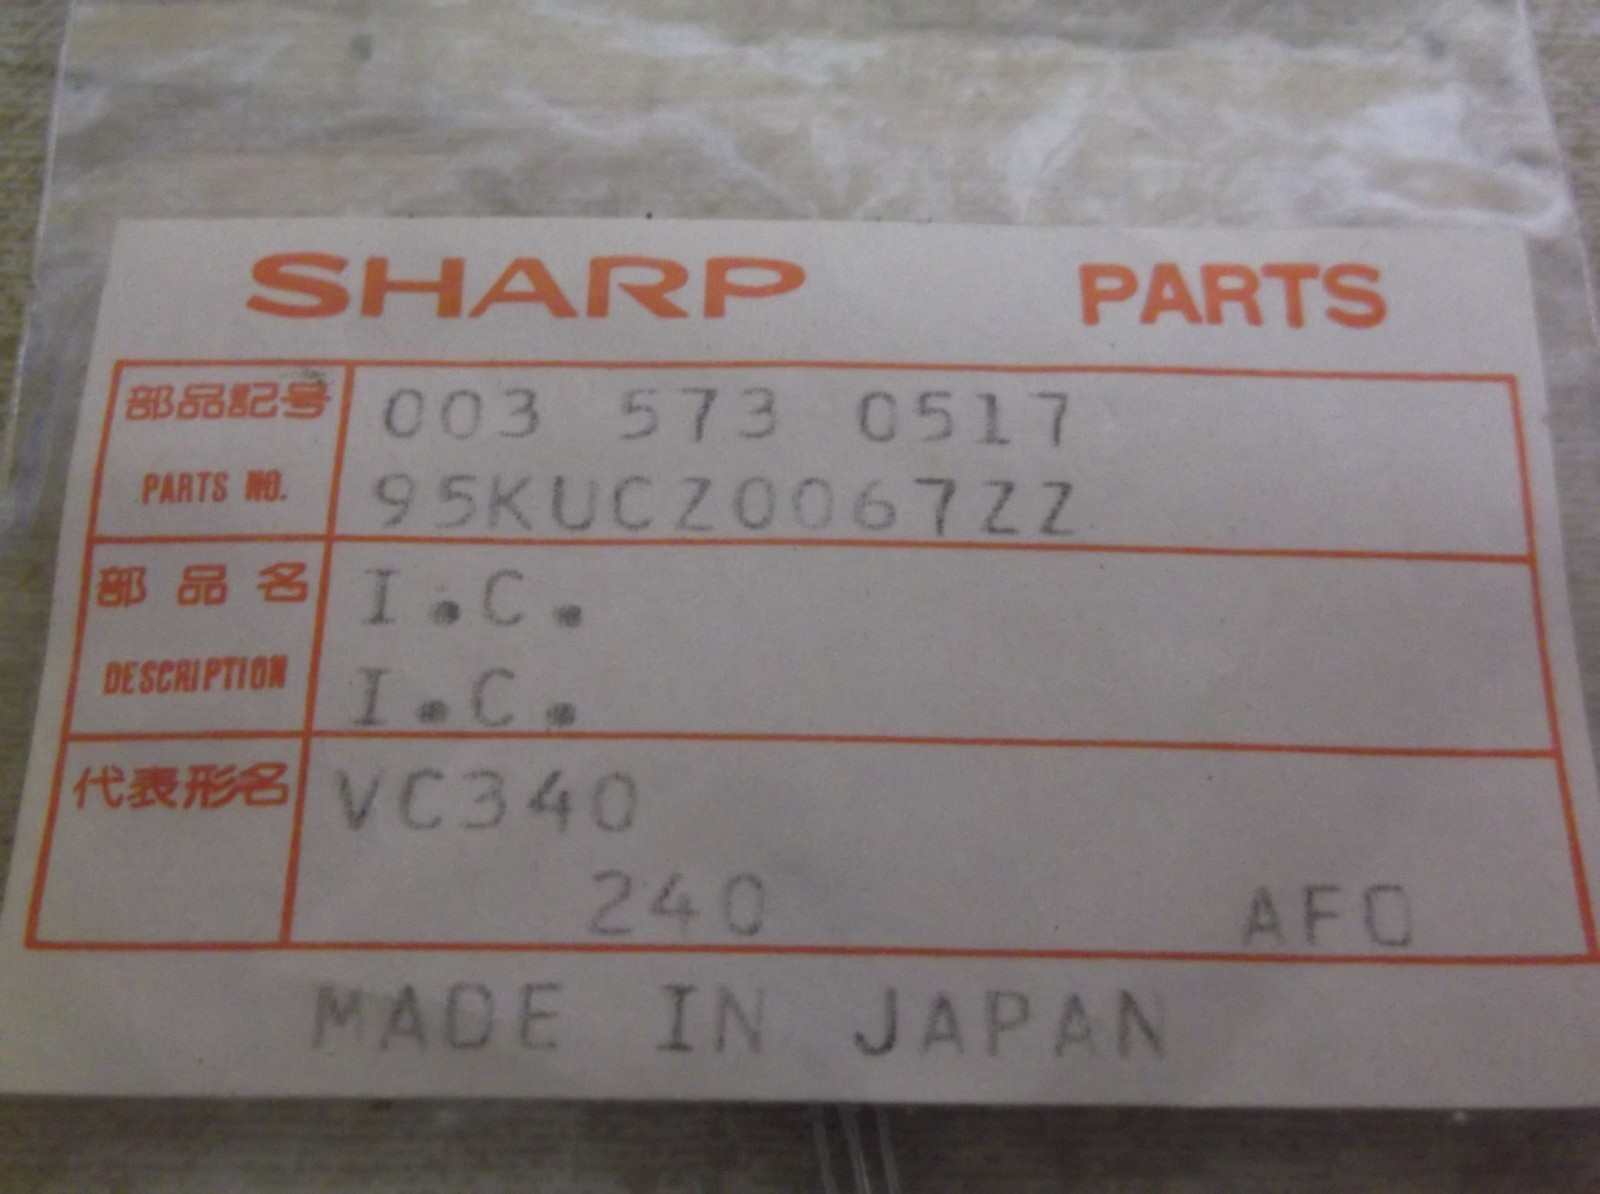 SHARP PARTS
部品記号 003 573 0517
PARTS NO. 95KUCZ0067ZZ
部品名 I.C.
DESCRIPTION I.C.
代表形名 VC340
240 AFO
MADE IN JAPAN